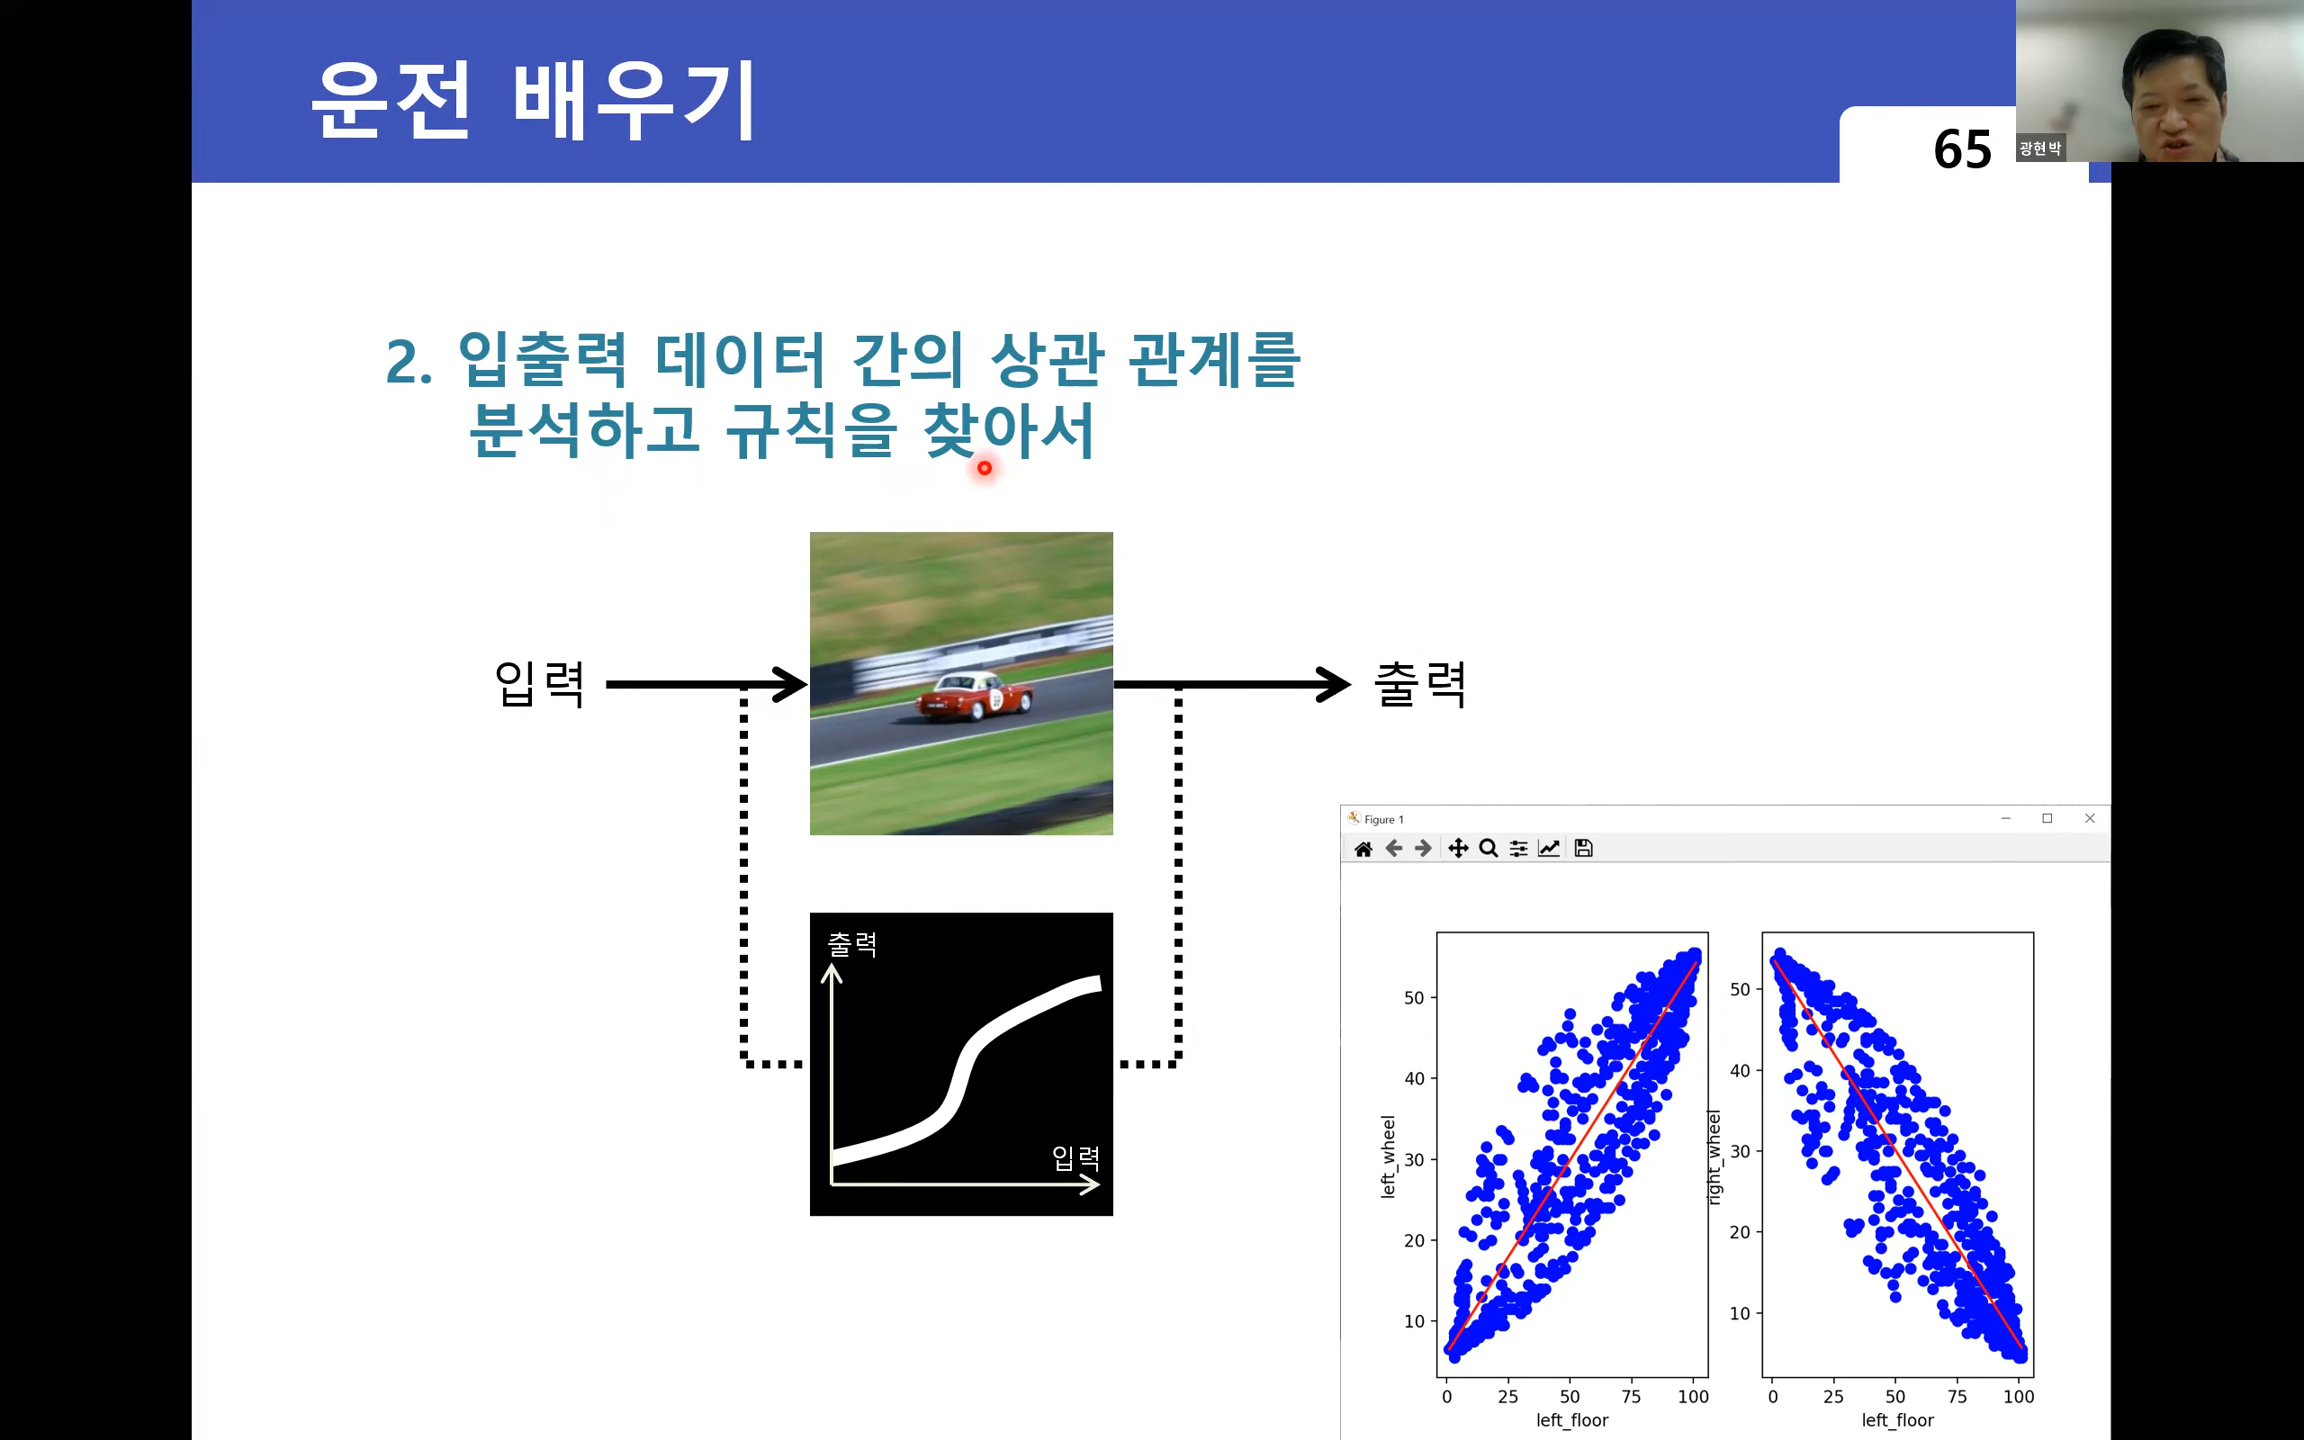 운전 배우기
65
광현박
2. 입출력 데이터 간의 상관 관계를
분석하고 규칙을 찾아서
입력
출력
출력
입력
Figure 1
50
40
30
20
10
left_wheel
0 25 50 75 100
left_floor
50
40
30
20
10
right_wheel
0 25 50 75 100
left_floor